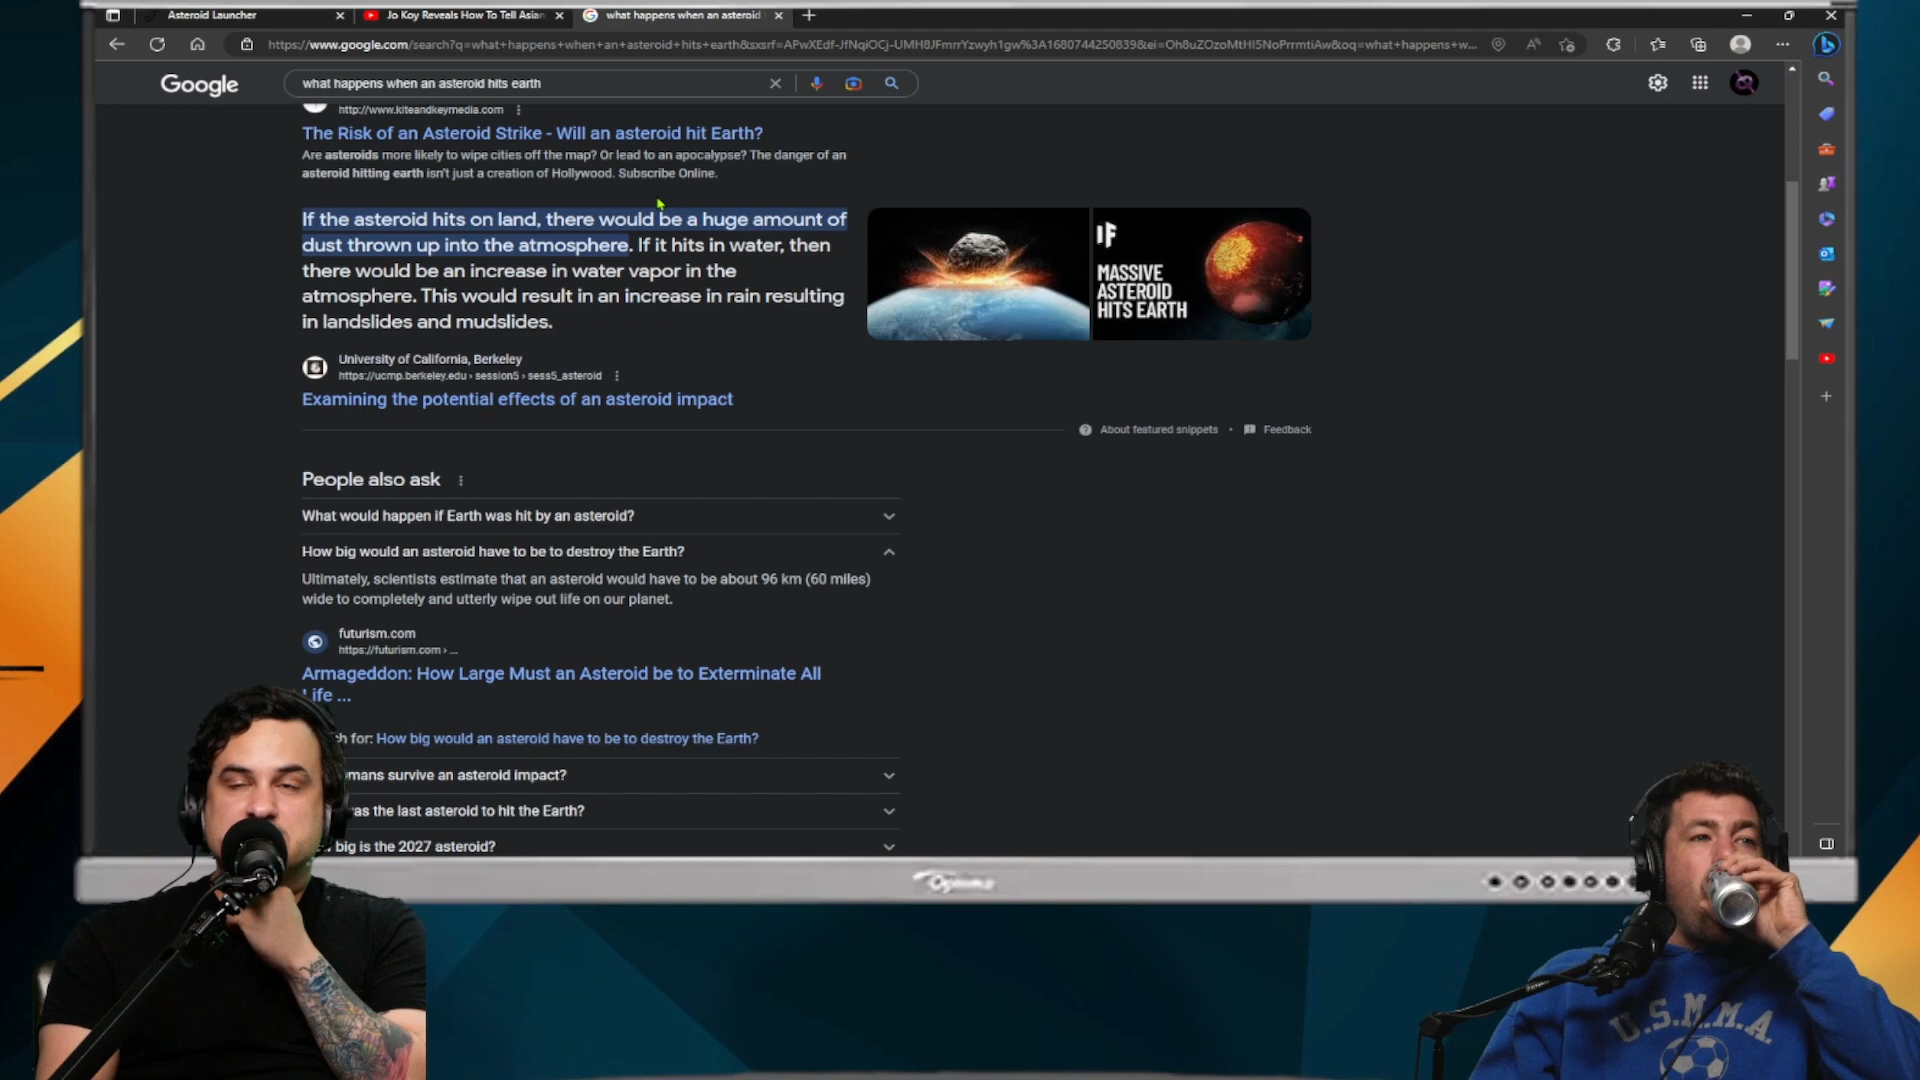 Asteroid Launcher
Jo Koy Reveals How To Tell Asian
what happens when an asteroid
https://www.google.com/search?q=what+happens+when+an+asteroid+hits+earth&sxsrf=APwXEdf-JfNqiOCj-UMH8JFmrrYzwyh1gw%3A1680744250839&ei=Oh8uZOzoMtHI5NoPrrmtiAw&oq=what+happens+w...
Google
what happens when an asteroid hits earth
http://www.kiteandkeymedia.com
The Risk of an Asteroid Strike - Will an asteroid hit Earth?
Are asteroids more likely to wipe cities off the map? Or lead to an apocalypse? The danger of an
asteroid hitting earth isn't just a creation of Hollywood. Subscribe Online.
If the asteroid hits on land, there would be a huge amount of
dust thrown up into the atmosphere. If it hits in water, then
there would be an increase in water vapor in the
atmosphere. This would result in an increase in rain resulting
in landslides and mudslides.
IF
MASSIVE
ASTEROID
HITS EARTH
University of California, Berkeley
https://ucmp.berkeley.edu › session5 › sess5_asteroid
Examining the potential effects of an asteroid impact
About featured snippets • Feedback
People also ask
What would happen if Earth was hit by an asteroid?
How big would an asteroid have to be to destroy the Earth?
Ultimately, scientists estimate that an asteroid would have to be about 96 km (60 miles)
wide to completely and utterly wipe out life on our planet.
futurism.com
https://futurism.com › ...
Armageddon: How Large Must an Asteroid be to Exterminate All
Life ...
for: How big would an asteroid have to be to destroy the Earth?
survive an asteroid impact?
the last asteroid to hit the Earth?
big is the 2027 asteroid?
U.S.M.M.A.